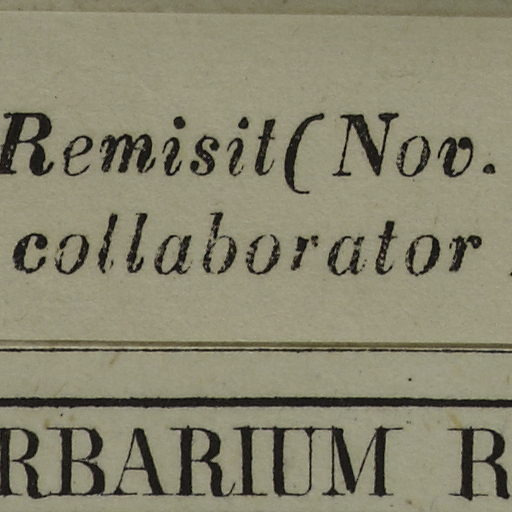 Remisit (Nov.
collaborator
RBARIUM R